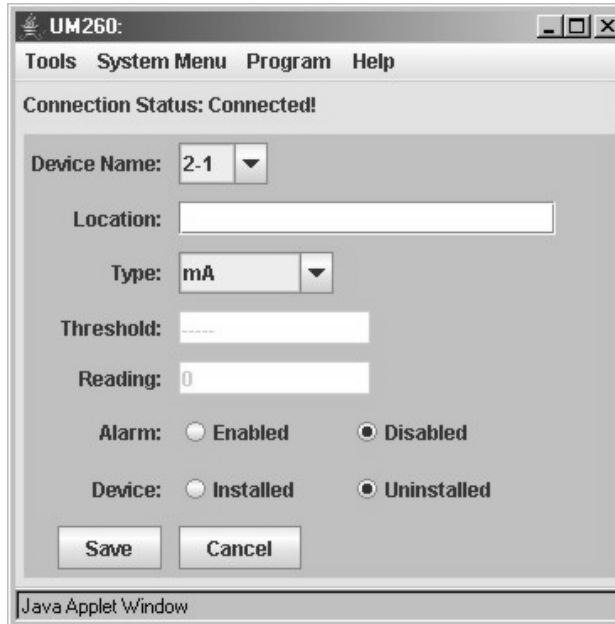 UM260:
Tools System Menu Program Help
Connection Status: Connected!
Device Name: 2-1
Location:
Type: mA
Threshold: -----
Reading: 0
Alarm: Enabled Disabled
Device: Installed Uninstalled
Save Cancel
Java Applet Window